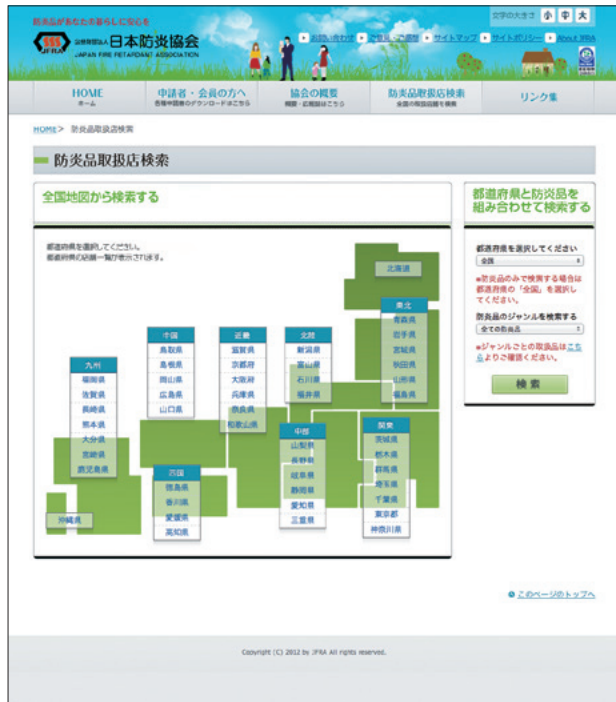 防炎品があなたの暮らしに安心を
文字の大きさ 小 中 大
JFRA
公益財団法人 日本防炎協会
JAPAN FIRE RETARDANT ASSOCIATION
お問い合わせ ご意見・ご感想 サイトマップ サイトポリシー About JFRA
HOME 申請者・会員の方へ 協会の概要 防炎品取扱店検索 リンク集
ホーム 各種申請書のダウンロードはこちら 概要・広報誌はこちら 全国の取扱店舗を検索
HOME> 防炎品取扱店検索
防炎品取扱店検索
全国地図から検索する
都道府県を選択してください。
都道府県の店舗一覧が表示されます。
北海道
東北
青森県
岩手県
宮城県
秋田県
山形県
福島県
北陸
新潟県
富山県
石川県
福井県
近畿
滋賀県
京都府
大阪府
兵庫県
奈良県
和歌山県
中国
鳥取県
島根県
岡山県
広島県
山口県
九州
福岡県
佐賀県
長崎県
熊本県
大分県
宮崎県
鹿児島県
関東
茨城県
栃木県
群馬県
埼玉県
千葉県
東京都
神奈川県
中部
山梨県
長野県
岐阜県
静岡県
愛知県
三重県
四国
徳島県
香川県
愛媛県
高知県
沖縄県
都道府県と防炎品を
組み合わせて検索する
都道府県を選択してください
全国
※防炎品のみで検索する場合は
都道府県の「全国」を選択し
てください。
防炎品のジャンルを検索する
全ての防炎品
※ジャンルごとの取扱品はこち
らよりご確認ください。
検索
このページのトップへ
Copyright (C) 2012 by JFRA All rights reserved.